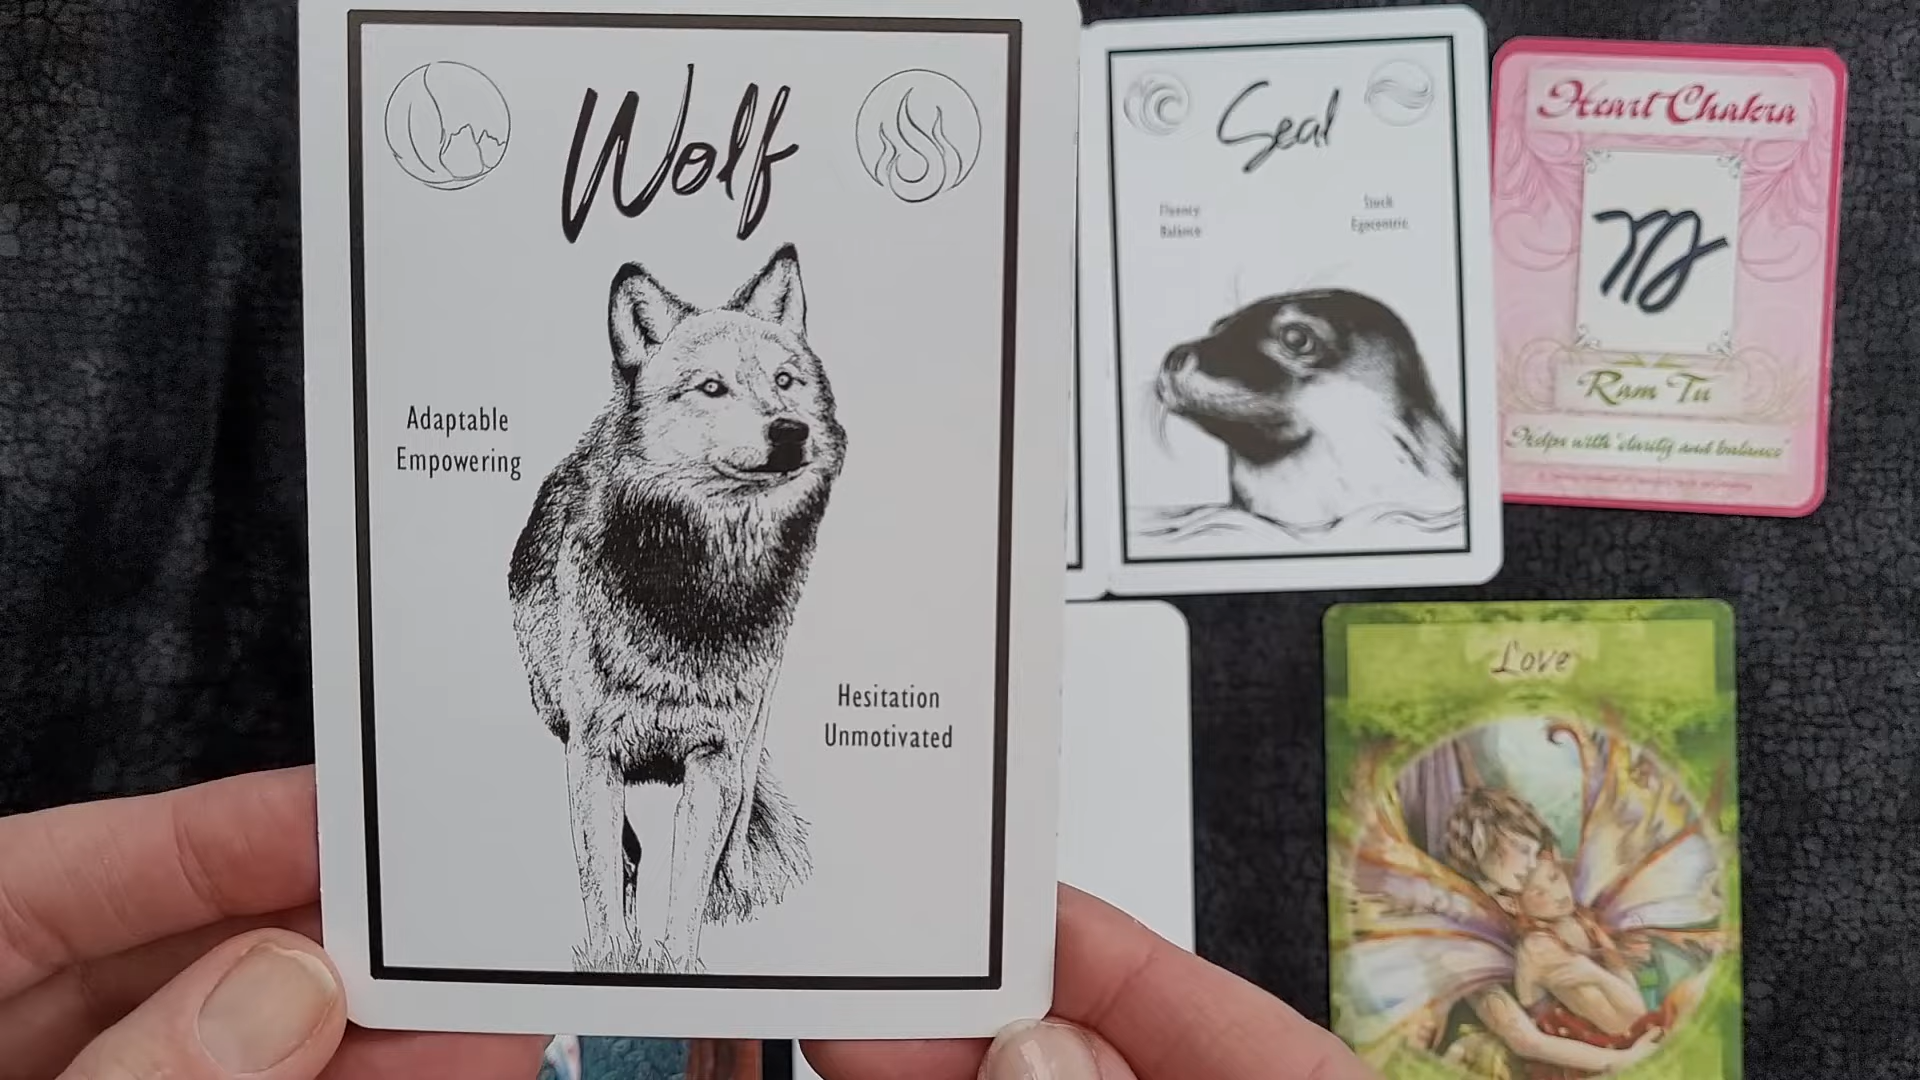 Wolf
Adaptable
Empowering
Hesitation
Unmotivated
Seal
Fluency
Balance
Stuck
Egocentric
Heart Chakra
Ram Tu
Helps with "clarity and balance"
Love